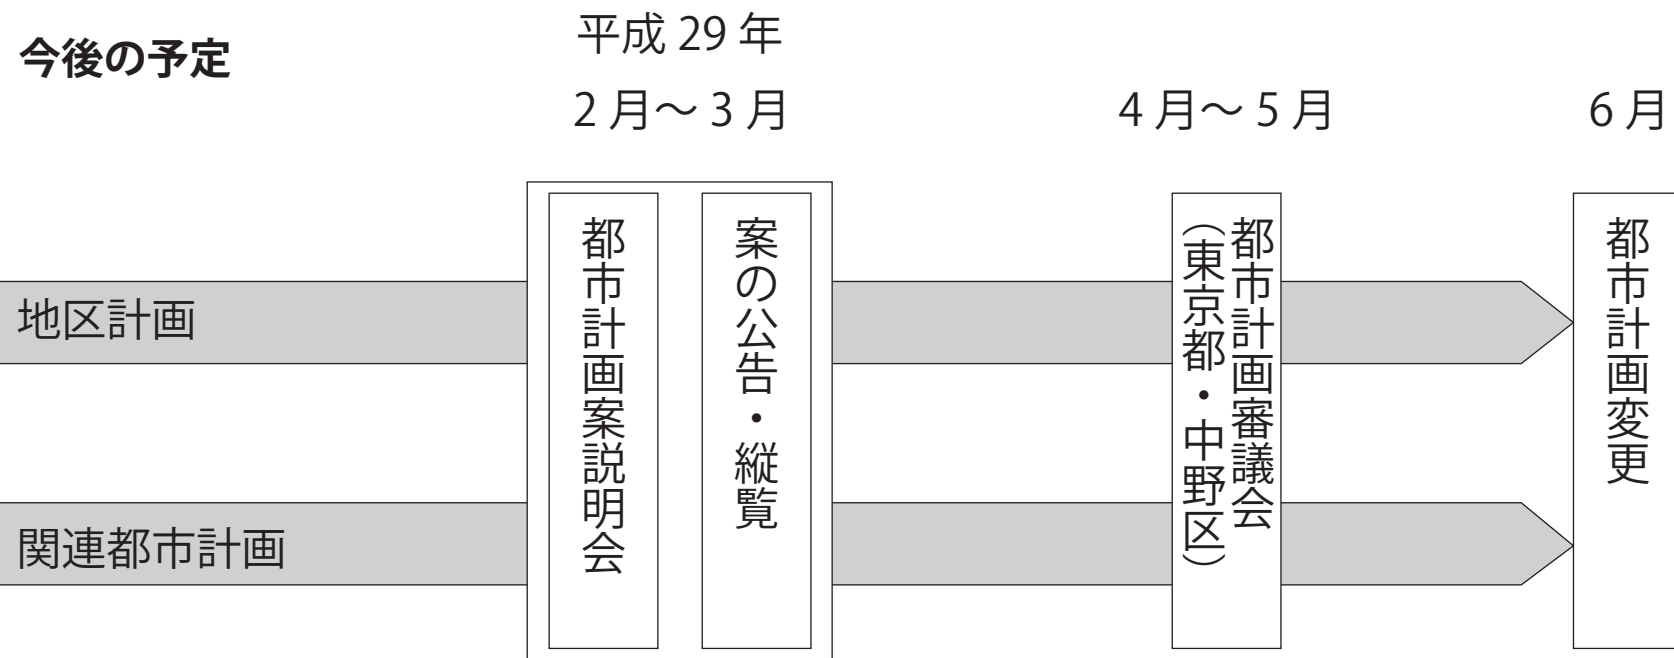 今後の予定
平成 29 年
2 月～ 3 月
4 月～ 5 月
6 月
地区計画
関連都市計画
都市計画案説明会
案の公告・縦覧
都市計画審議会
（東京都・中野区）
都市計画変更